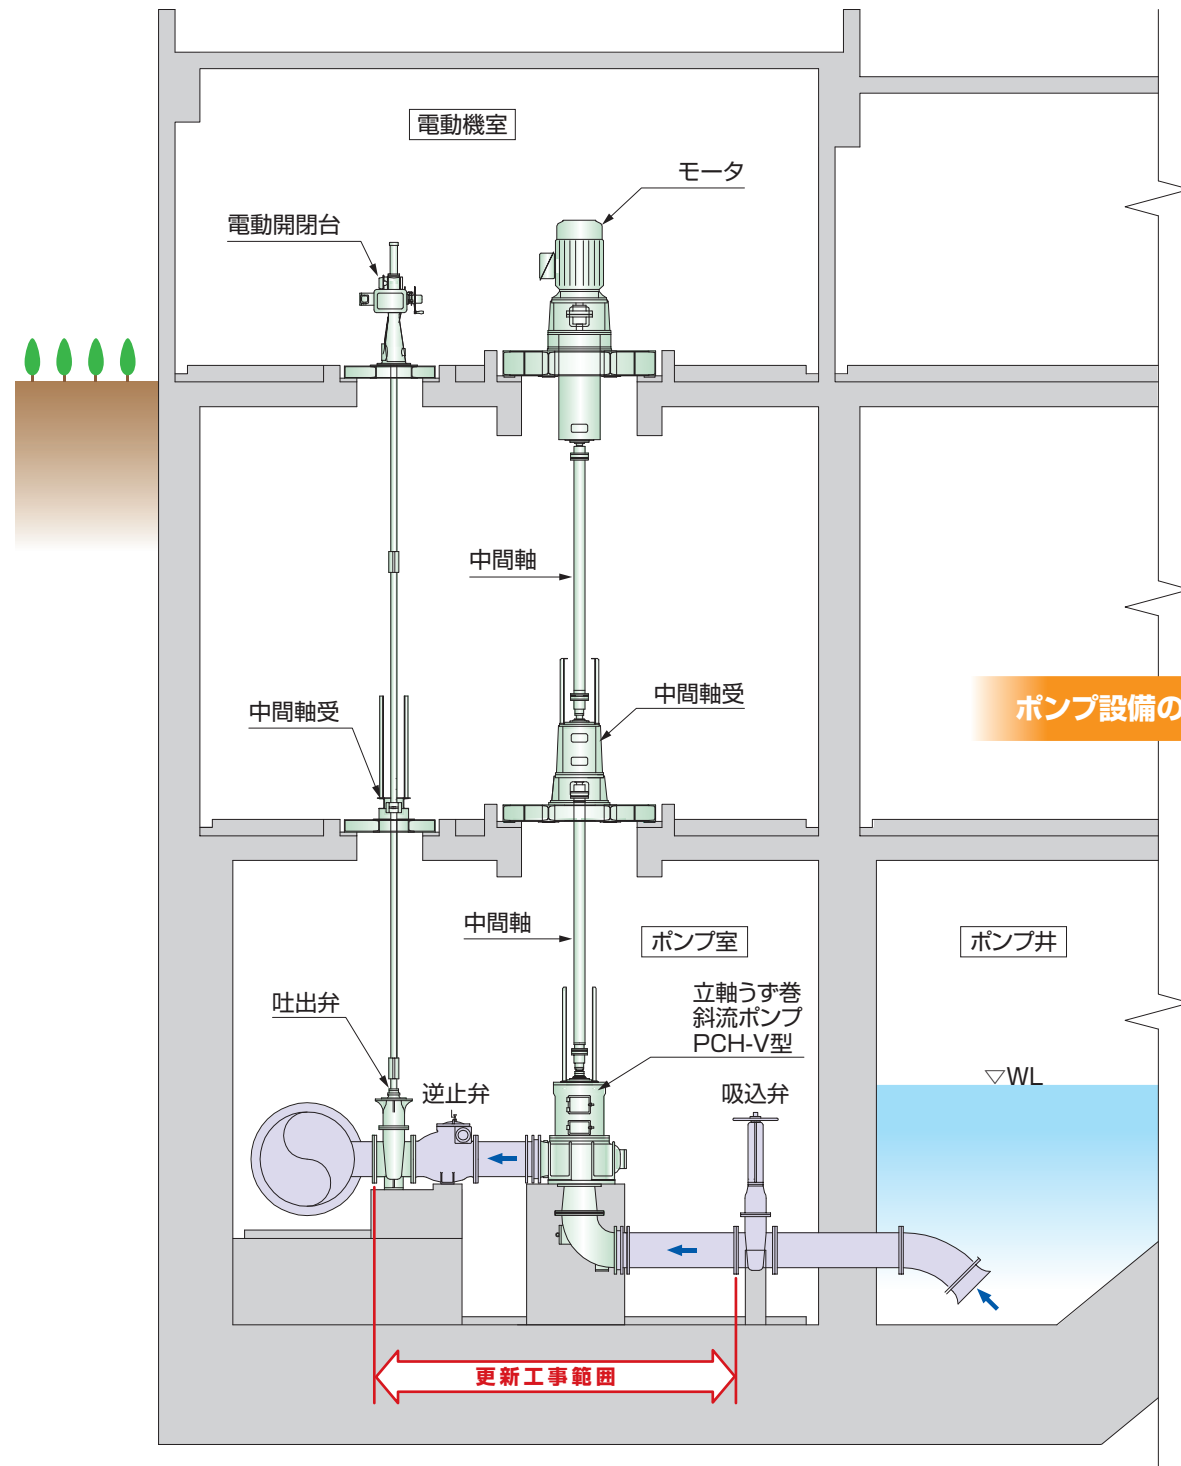 電動機室
モータ
電動開閉台
中間軸
中間軸受
中間軸受
ポンプ設備の
中間軸
ポンプ室
ポンプ井
立軸うず巻
斜流ポンプ
PCH-V型
吐出弁
逆止弁
吸込弁
▽WL
更新工事範囲